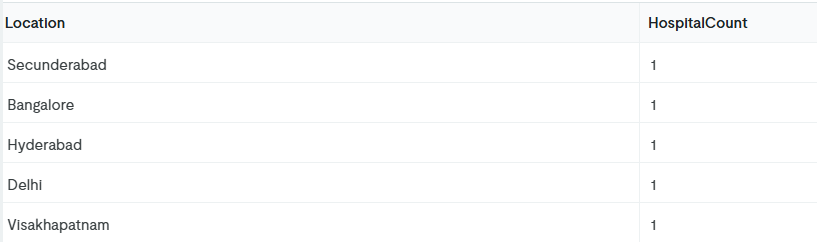 Location HospitalCount
Secunderabad 1
Bangalore 1
Hyderabad 1
Delhi 1
Visakhapatnam 1